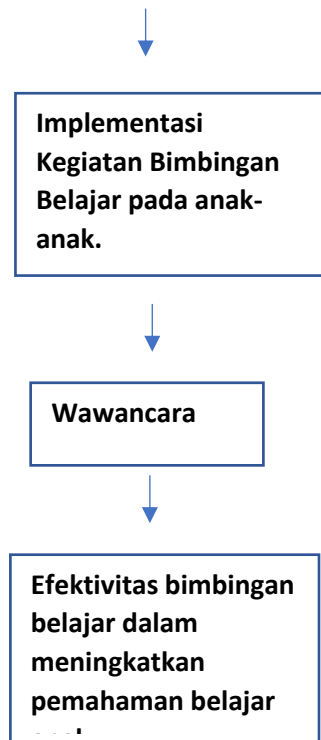 Implementasi
Kegiatan Bimbingan
Belajar pada anak-
anak.
Wawancara
Efektivitas bimbingan
belajar dalam
meningkatkan
pemahaman belajar